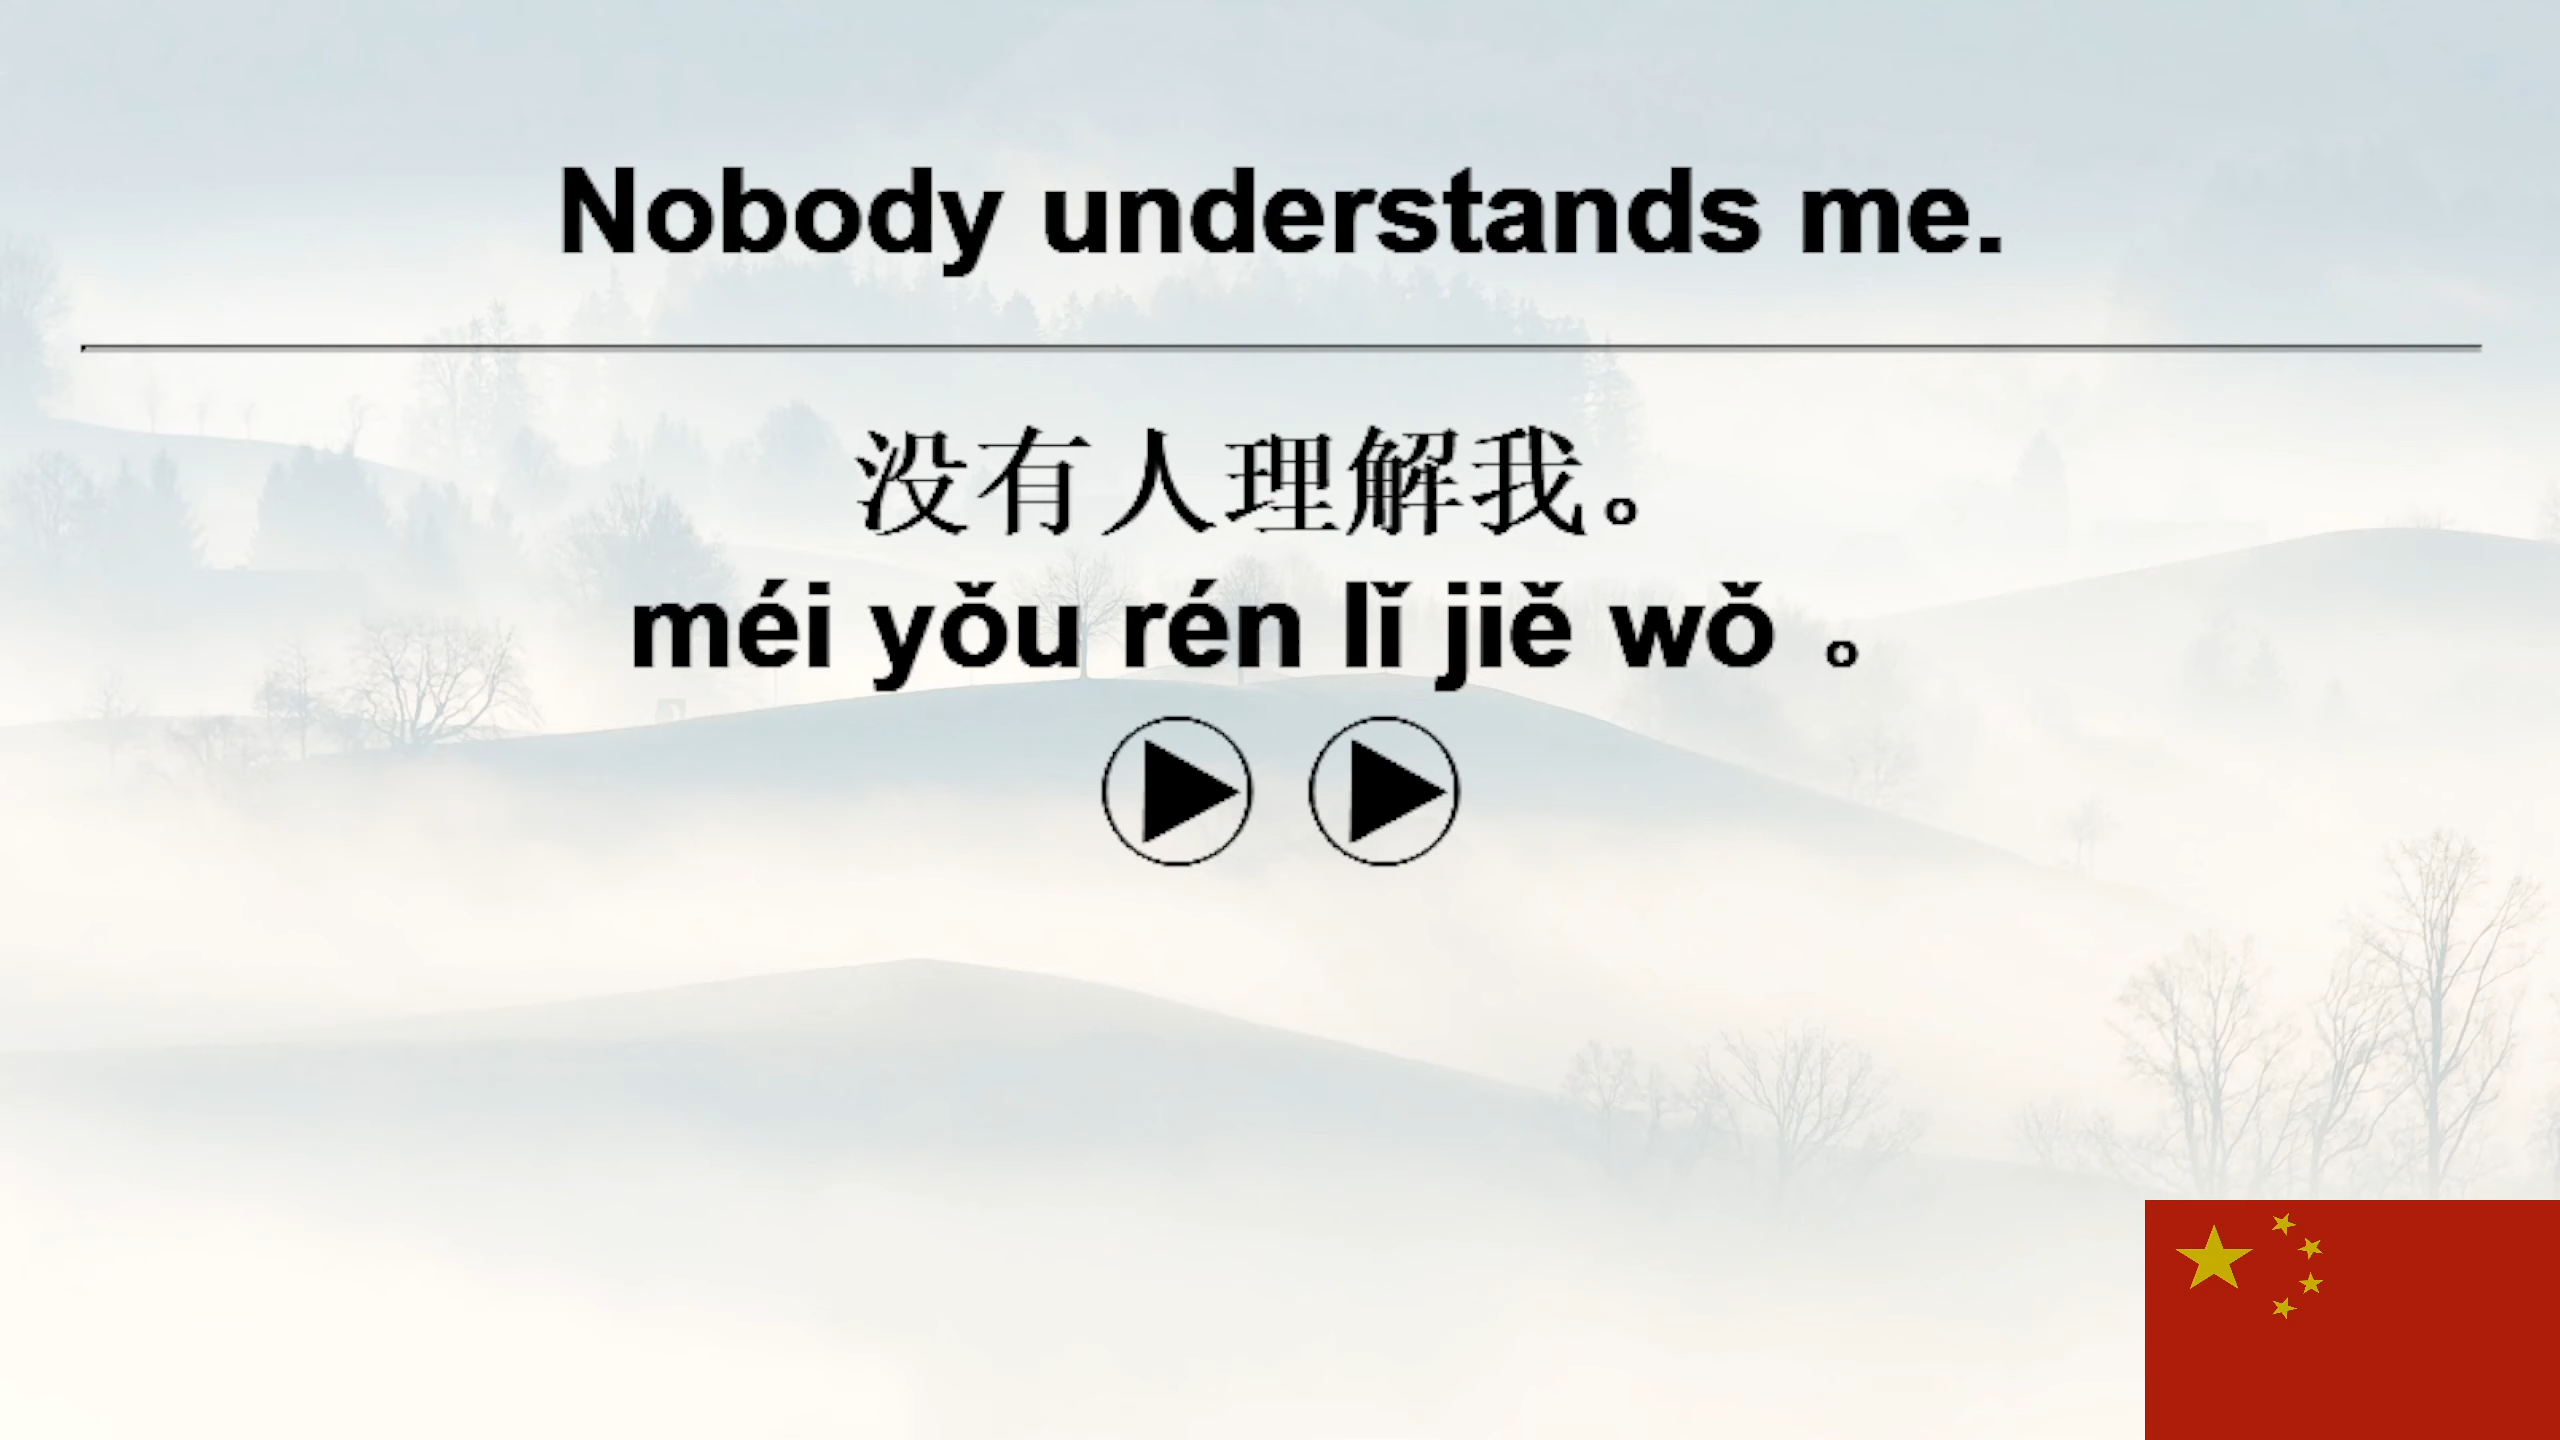 Nobody understands me.
没有人理解我。
méi yǒu rén lǐ jiě wǒ 。